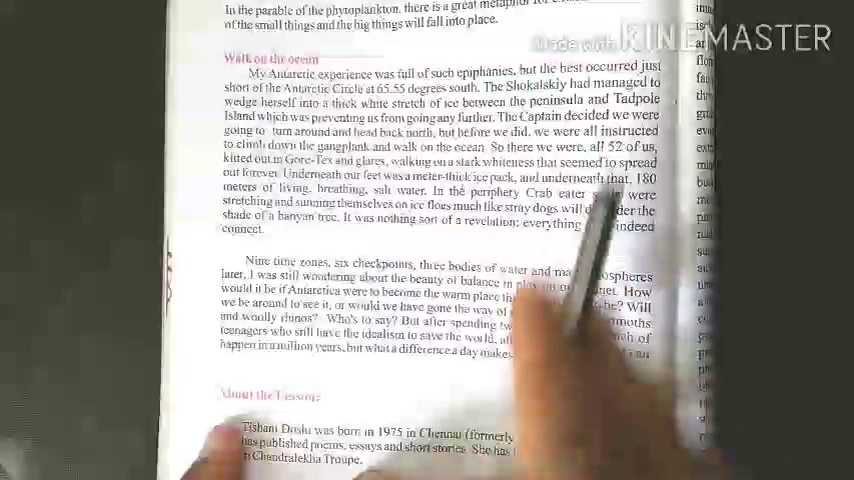 In the parable of the phytoplankton, there is a great metaphor for
of the small things and the big things will fall into place.
Made with KINEMASTER
Walk on the ocean
My Antarctic experience was full of such epiphanies, but the best occurred just
short of the Antarctic Circle at 65.55 degrees south. The Shokalskiy had managed to
wedge herself into a thick white stretch of ice between the peninsula and Tadpole
Island which was preventing us from going any further. The Captain decided we were
going to turn around and head back north, but before we did, we were all instructed
to climb down the gangplank and walk on the ocean. So there we were, all 52 of us,
kitted out in Gore-Tex and glares, walking on a stark whiteness that seemed to spread
out forever. Underneath our feet was a meter-thick ice pack, and underneath that, 180
meters of living, breathing, salt water. In the periphery Crab eater were
stretching and sunning themselves on ice floes much like stray dogs will the
shade of a banyan tree. It was nothing sort of a revelation: everything indeed
connect.
Nine time zones, six checkpoints, three bodies of water and
later, I was still wondering about the beauty of balance in play on How
would it be if Antarctica were to become the warm place be? Will
we be around to see it, or would we have gone the way of
and woolly rhinos? Who's to say? But after spending of
teenagers who still have the idealism to save the world, of
happen in a million years, but what a difference a day makes
About the Lesson:
Tishani Doshi was born in 1975 in Chennai (formerly
has published poems, essays and short stories. She has
Chandralekha Troupe.